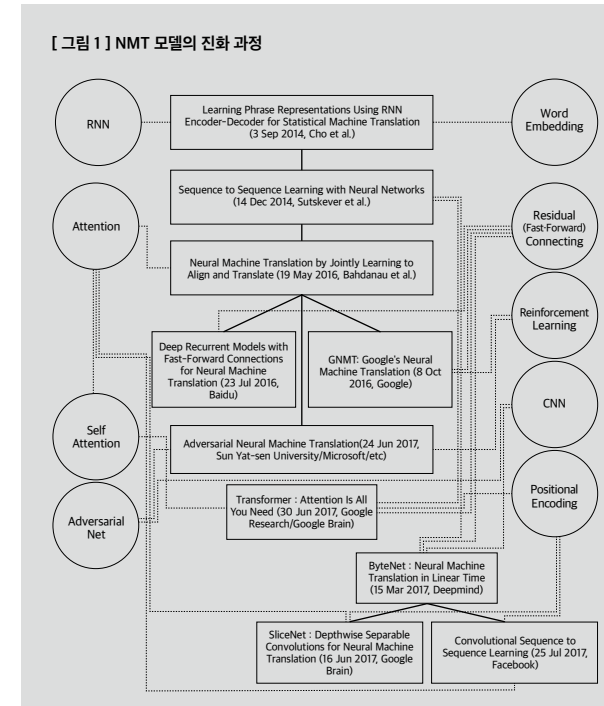 [ 그림 1 ] NMT 모델의 진화 과정
RNN
Learning Phrase Representations Using RNN
Encoder-Decoder for Statistical Machine Translation
(3 Sep 2014, Cho et al.)
Word
Embedding
Sequence to Sequence Learning with Neural Networks
(14 Dec 2014, Sutskever et al.)
Attention
Residual
(Fast-Forward)
Connecting
Neural Machine Translation by Jointly Learning to
Align and Translate (19 May 2016, Bahdanau et al.)
Reinforcement
Learning
Deep Recurrent Models with
Fast-Forward Connections
for Neural Machine
Translation (23 Jul 2016,
Baidu)
GNMT: Google's Neural
Machine Translation (8 Oct
2016, Google)
CNN
Self
Attention
Adversarial Neural Machine Translation(24 Jun 2017,
Sun Yat-sen University/Microsoft/etc)
Positional
Encoding
Adversarial
Net
Transformer : Attention Is All
You Need (30 Jun 2017, Google
Research/Google Brain)
ByteNet : Neural Machine
Translation in Linear Time
(15 Mar 2017, Deepmind)
SliceNet : Depthwise Separable
Convolutions for Neural Machine
Translation (16 Jun 2017, Google
Brain)
Convolutional Sequence to
Sequence Learning (25 Jul 2017,
Facebook)